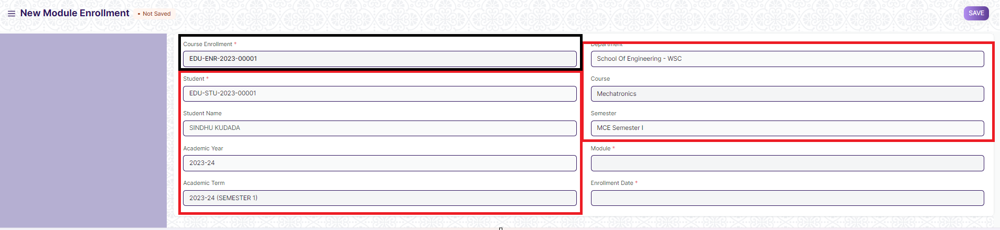 New Module Enrollment
• Not Saved
SAVE
Course Enrollment *
EDU-ENR-2023-00001
Student *
EDU-STU-2023-00001
Student Name
SINDHU KUDADA
Academic Year
2023-24
Academic Term
2023-24 (SEMESTER 1)
Department
School Of Engineering - WSC
Course
Mechatronics
Semester
MCE Semester I
Module *
Enrollment Date *